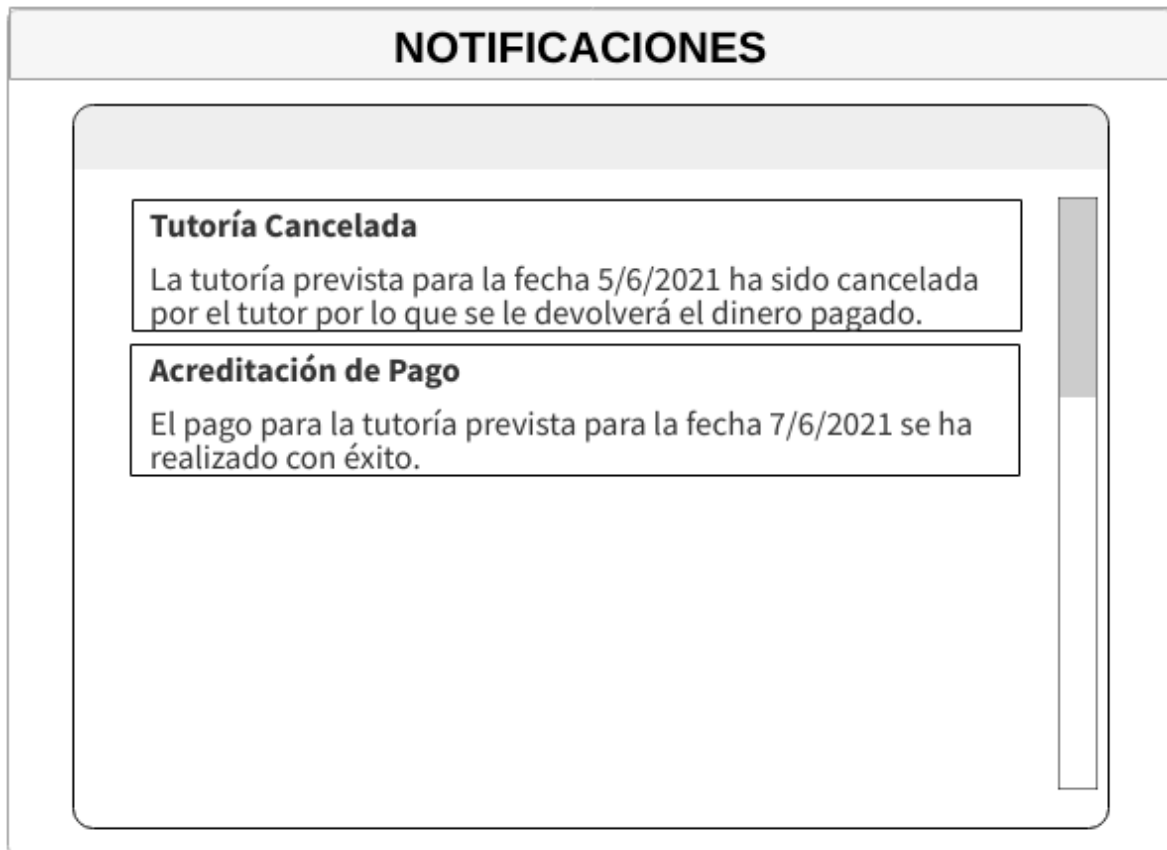 NOTIFICACIONES
Tutoría Cancelada
La tutoría prevista para la fecha 5/6/2021 ha sido cancelada
por el tutor por lo que se le devolverá el dinero pagado.
Acreditación de Pago
El pago para la tutoría prevista para la fecha 7/6/2021 se ha
realizado con éxito.